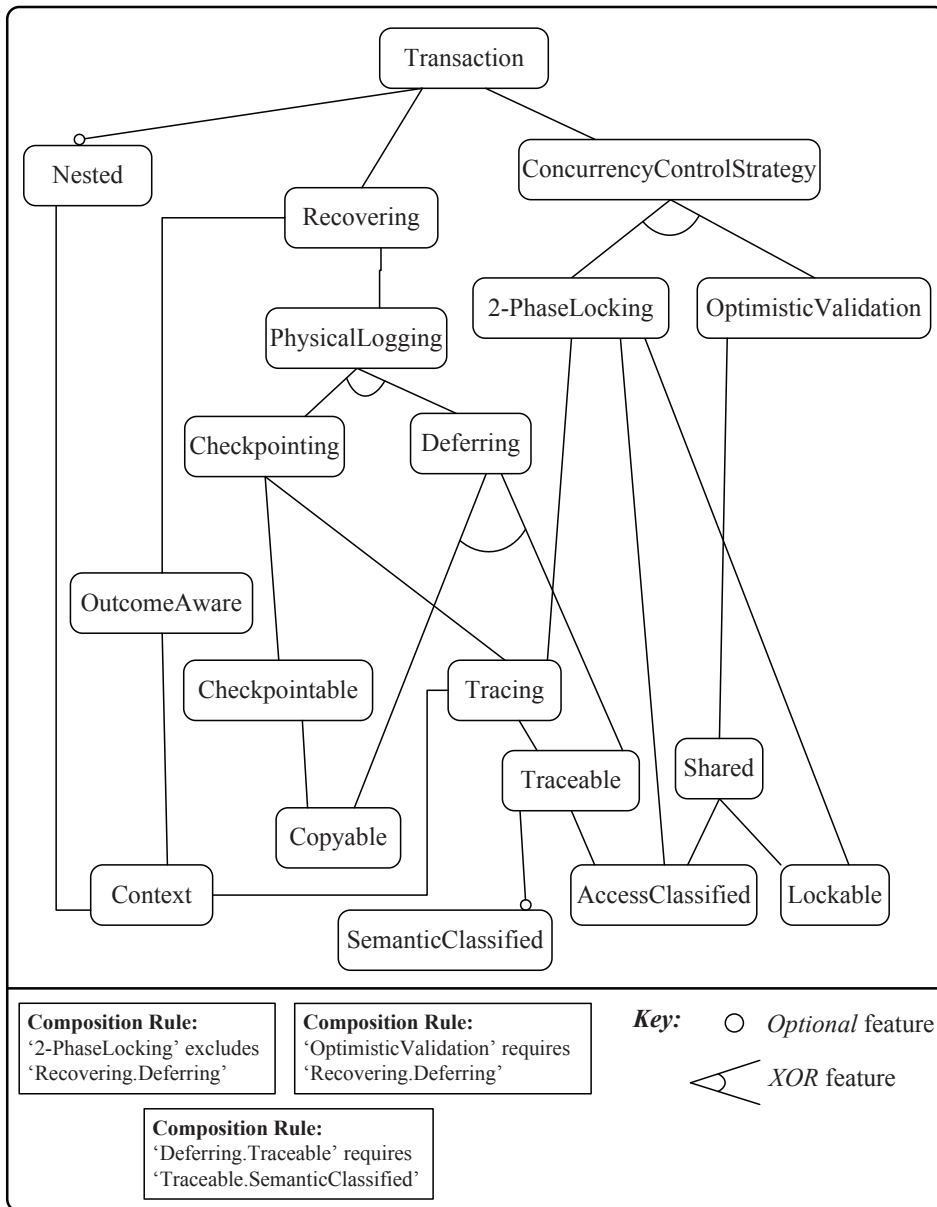 Transaction
Nested
ConcurrencyControlStrategy
Recovering
2-PhaseLocking
OptimisticValidation
PhysicalLogging
Checkpointing
Deferring
OutcomeAware
Checkpointable
Tracing
Traceable
Shared
Copyable
Context
AccessClassified
Lockable
SemanticClassified
Composition Rule:
‘2-PhaseLocking’ excludes
‘Recovering.Deferring’
Composition Rule:
‘OptimisticValidation’ requires
‘Recovering.Deferring’
Composition Rule:
‘Deferring.Traceable’ requires
‘Traceable.SemanticClassified’
Key:
Optional feature
XOR feature